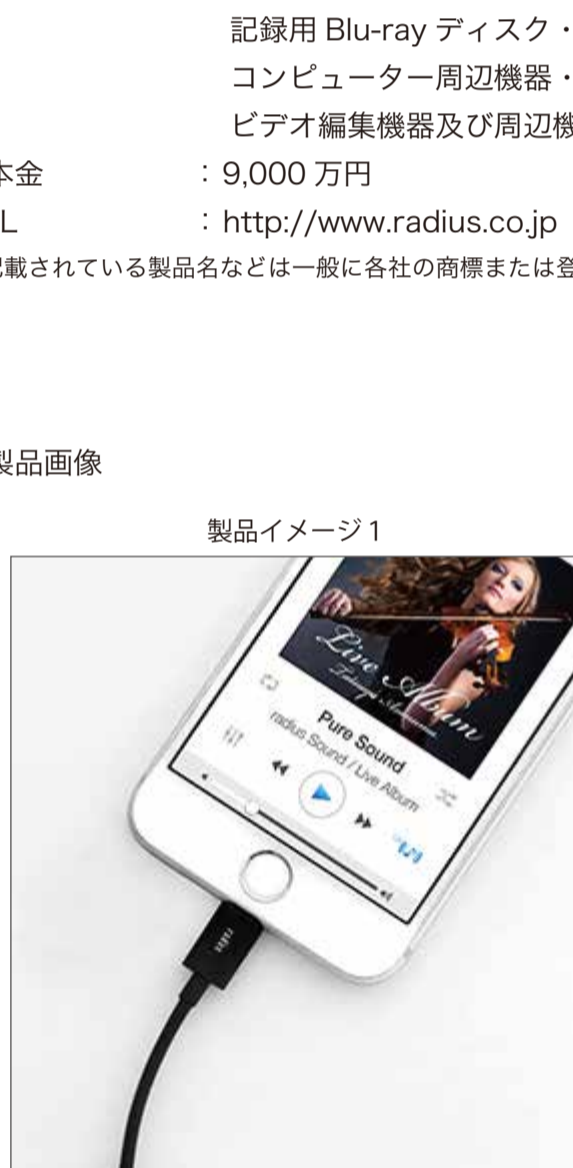 記録用 Blu-ray ディスク・
コンピューター周辺機器・
ビデオ編集機器及び周辺機
本金 : 9,000 万円
L : http://www.radius.co.jp
記載されている製品名などは一般に各社の商標または登
製品画像
製品イメージ 1
Live Album
Pure Sound
radius Sound / Live Album
radius